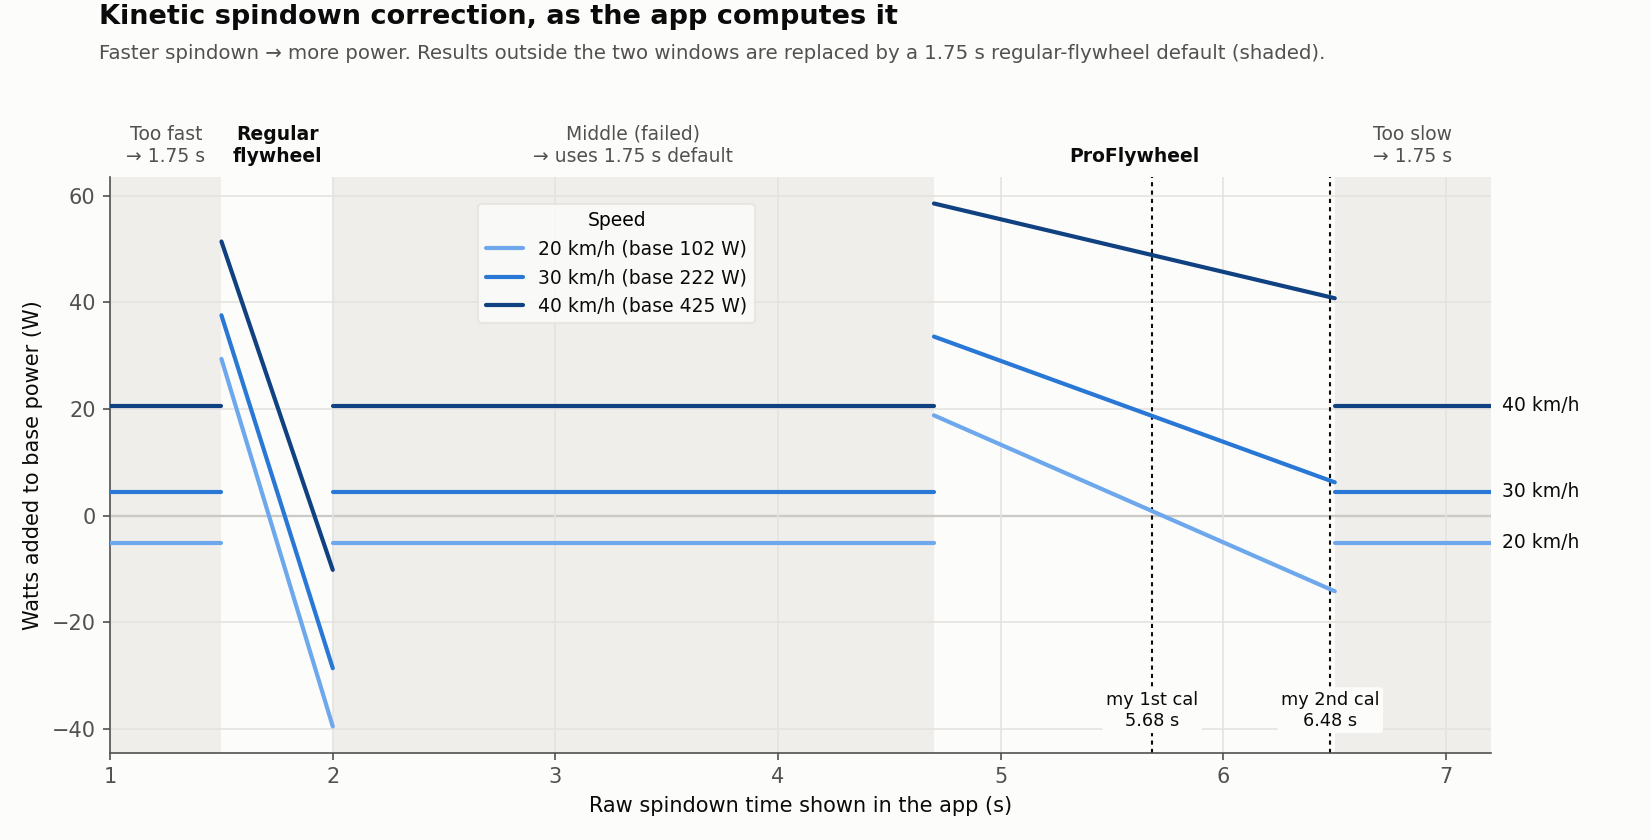 Kinetic spindown correction, as the app computes it
Faster spindown → more power. Results outside the two windows are replaced by a 1.75 s regular-flywheel default (shaded).
Too fast
→ 1.75 s
Regular
flywheel
Middle (failed)
→ uses 1.75 s default
ProFlywheel
Too slow
→ 1.75 s
Speed
20 km/h (base 102 W)
30 km/h (base 222 W)
40 km/h (base 425 W)
Watts added to base power (W)
60
40
20
0
−20
−40
40 km/h
30 km/h
20 km/h
my 1st cal
5.68 s
my 2nd cal
6.48 s
1
2
3
4
5
6
7
Raw spindown time shown in the app (s)